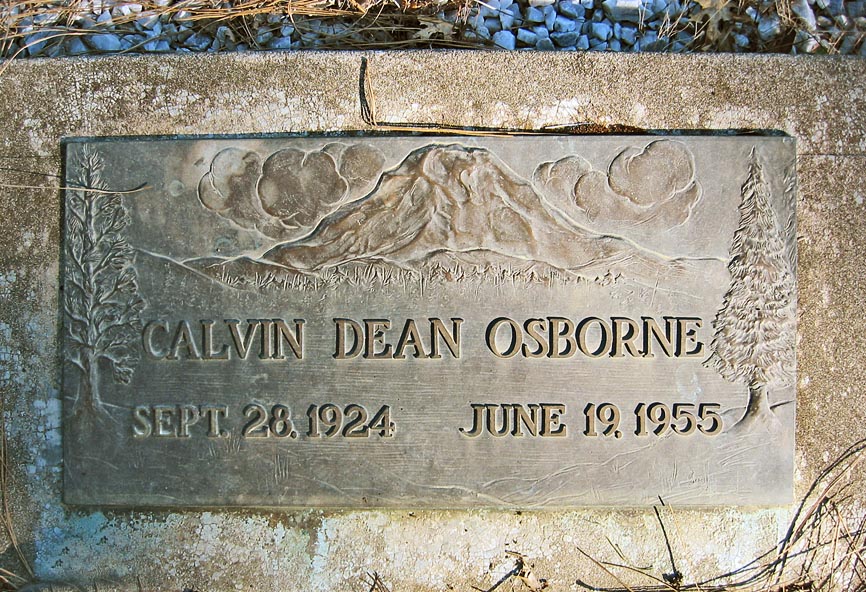 CALVIN DEAN OSBORNE
SEPT. 28, 1924 JUNE 19, 1955